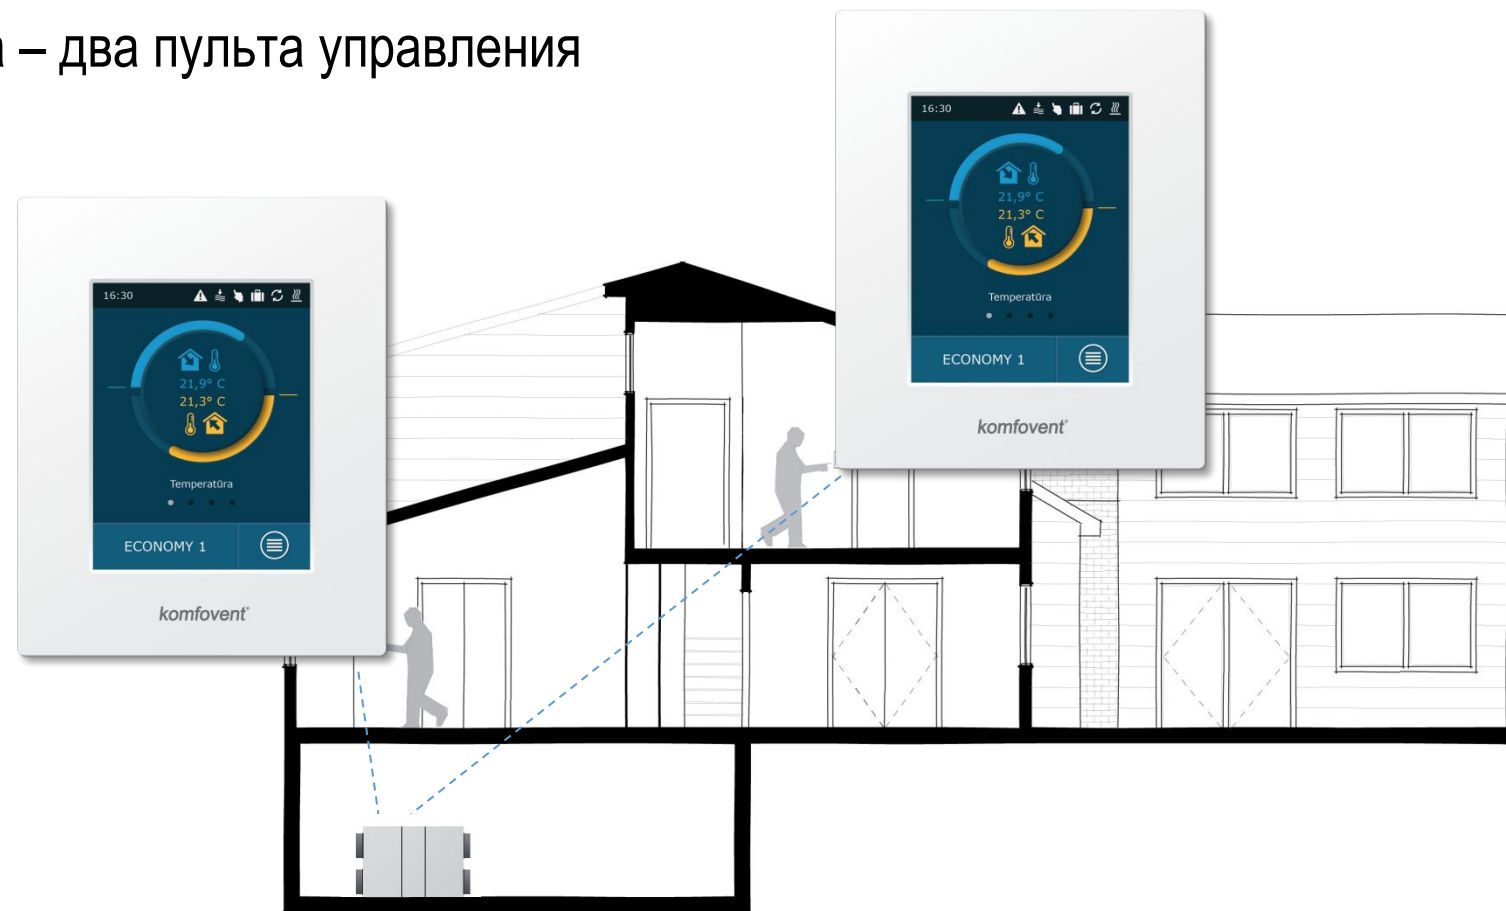 а – два пульта управления
16:30
21,9° C
21,3° C
Temperatūra
ECONOMY 1
komfovent
16:30
21,9° C
21,3° C
Temperatūra
ECONOMY 1
komfovent